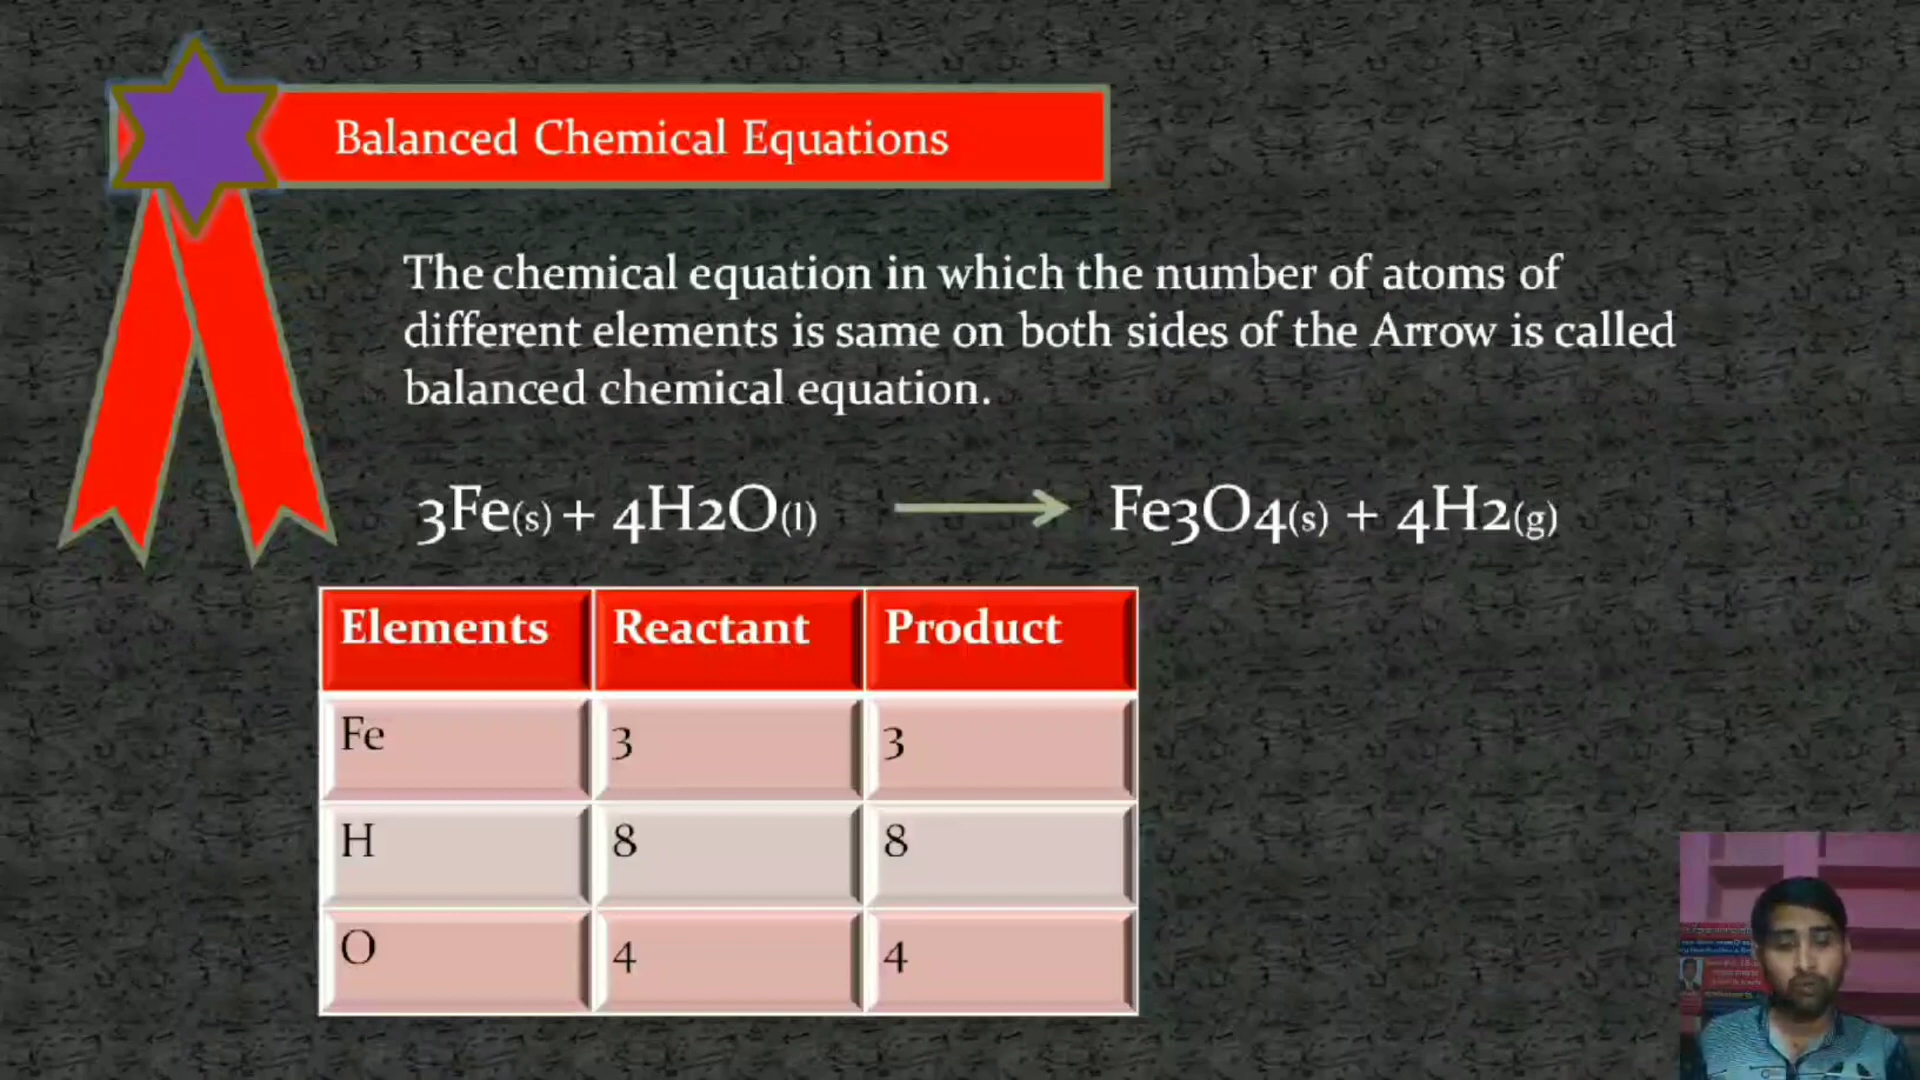 Balanced Chemical Equations
The chemical equation in which the number of atoms of
different elements is same on both sides of the Arrow is called
balanced chemical equation.
3Fe(s) + 4H2O(l) → Fe3O4(s) + 4H2(g)
Elements Reactant Product
Fe 3 3
H 8 8
O 4 4